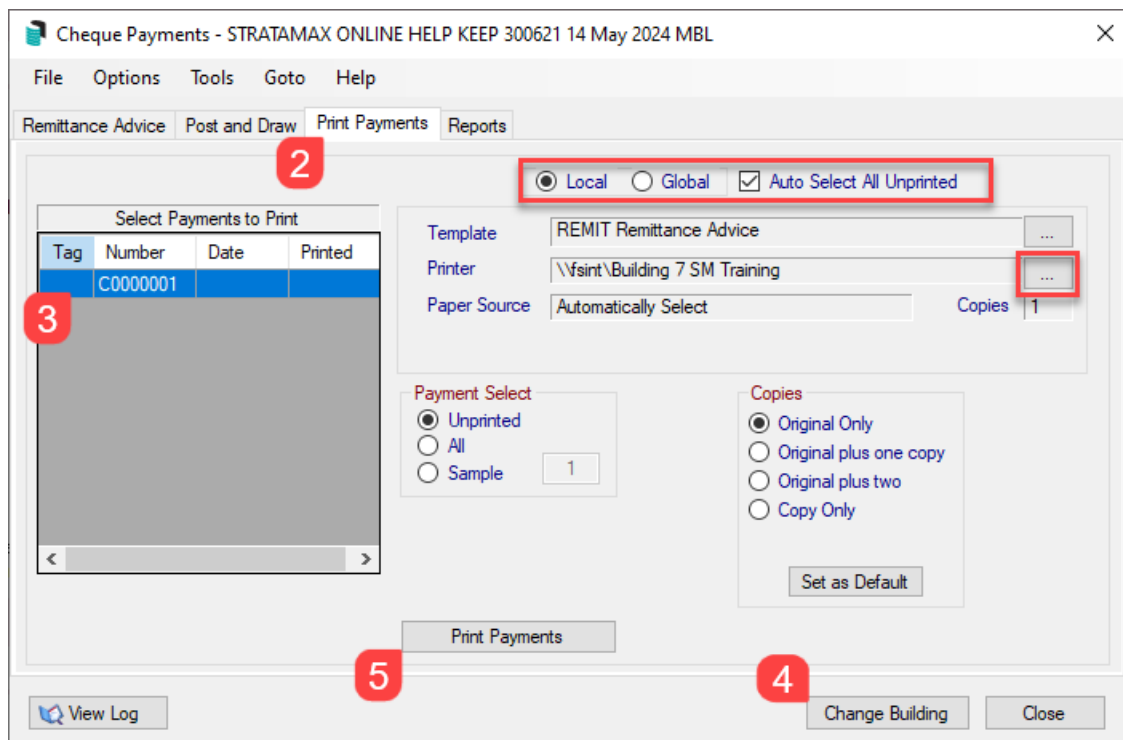 Cheque Payments - STRATAMAX ONLINE HELP KEEP 300621 14 May 2024 MBL
File Options Tools Goto Help
Remittance Advice Post and Draw Print Payments Reports
2
Local Global Auto Select All Unprinted
Select Payments to Print
Tag Number Date Printed
C0000001
3
Template REMIT Remittance Advice ...
Printer \\fsint\Building 7 SM Training ...
Paper Source Automatically Select Copies 1
Payment Select
Unprinted
All
Sample 1
Copies
Original Only
Original plus one copy
Original plus two
Copy Only
Set as Default
Print Payments
5
4
View Log Change Building Close